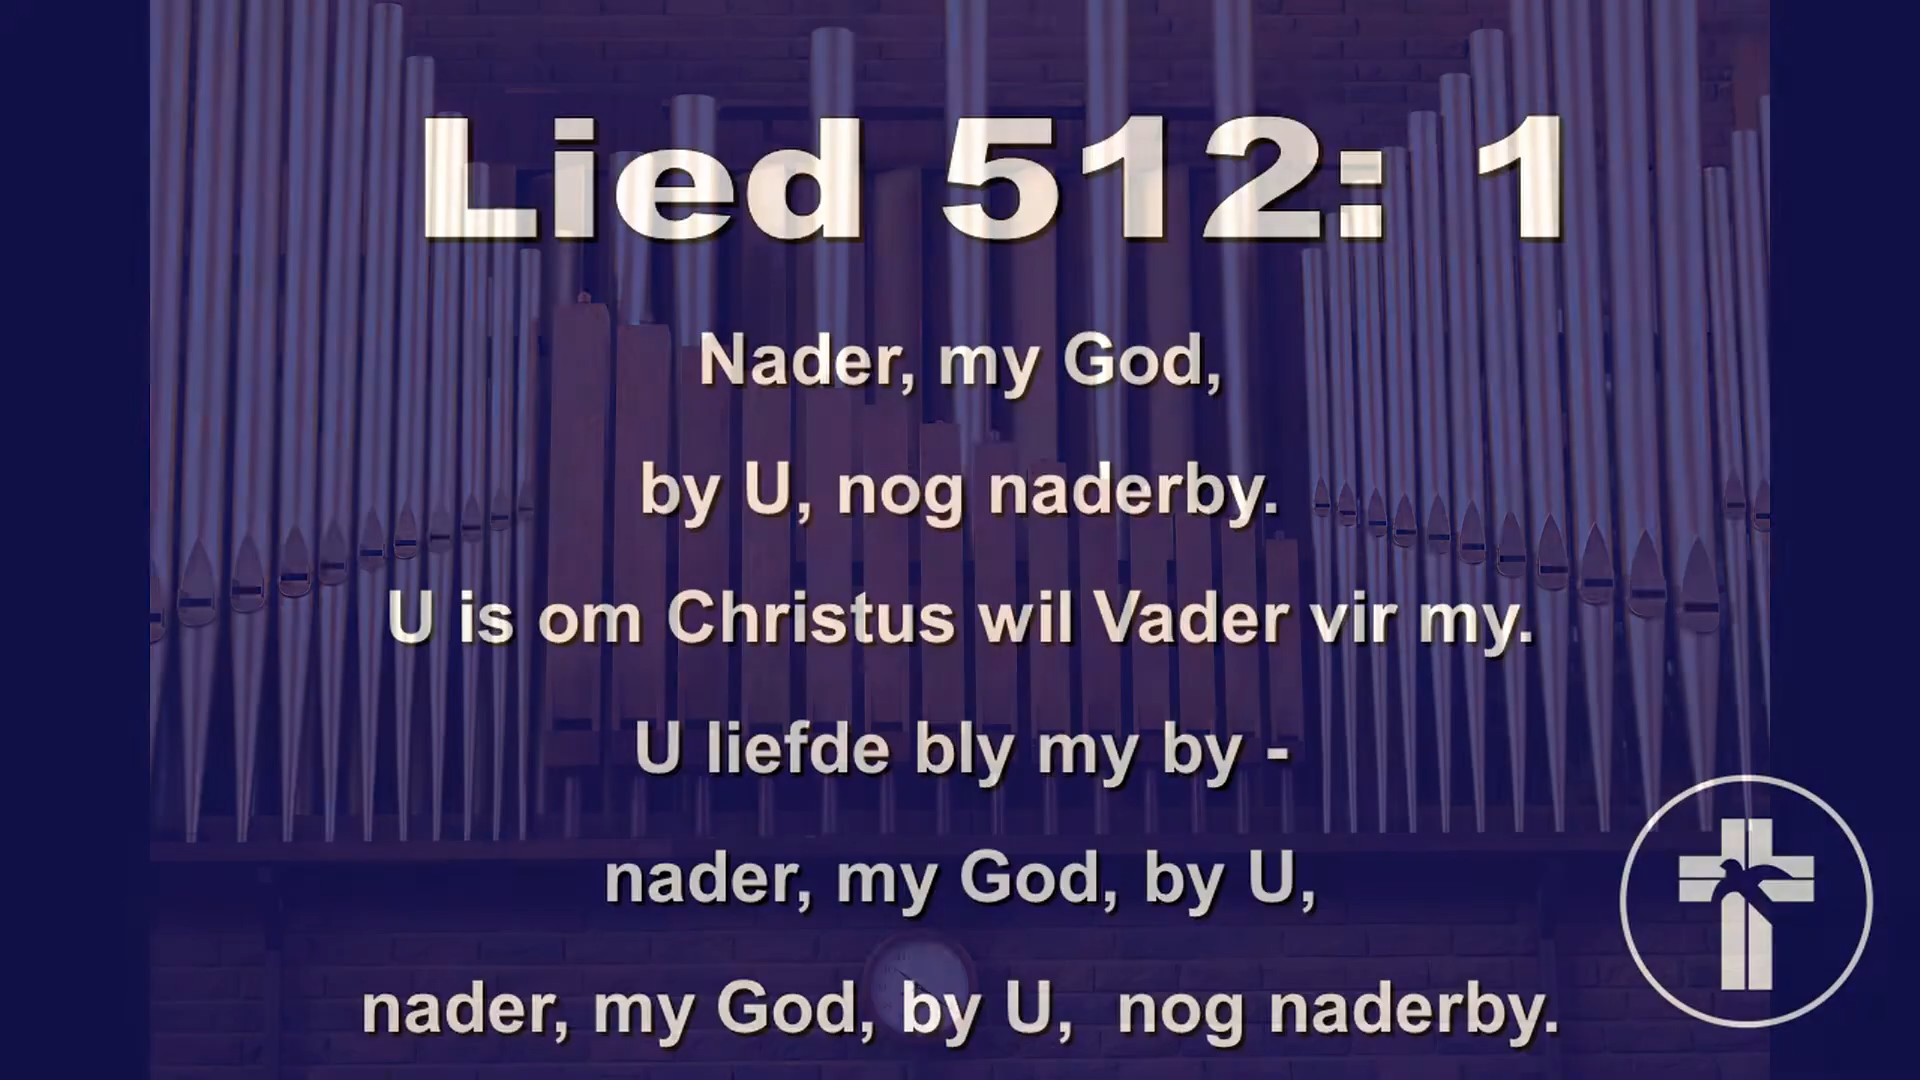 Lied 512: 1
Nader, my God,
by U, nog naderby.
U is om Christus wil Vader vir my.
U liefde bly my by -
nader, my God, by U,
nader, my God, by U, nog naderby.